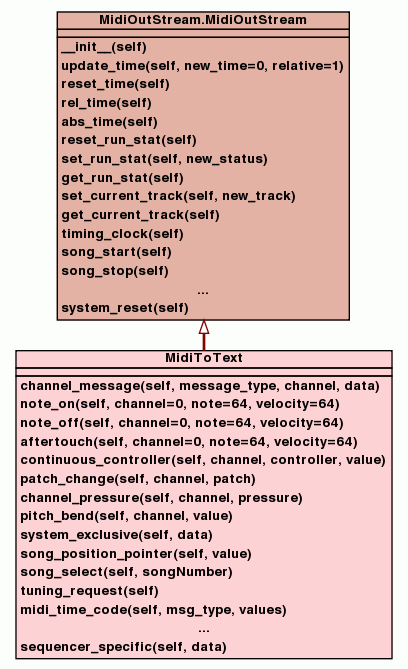 MidiOutStream.MidiOutStream
__init__(self)
update_time(self, new_time=0, relative=1)
reset_time(self)
rel_time(self)
abs_time(self)
reset_run_stat(self)
set_run_stat(self, new_status)
get_run_stat(self)
set_current_track(self, new_track)
get_current_track(self)
timing_clock(self)
song_start(self)
song_stop(self)
...
system_reset(self)
MidiToText
channel_message(self, message_type, channel, data)
note_on(self, channel=0, note=64, velocity=64)
note_off(self, channel=0, note=64, velocity=64)
aftertouch(self, channel=0, note=64, velocity=64)
continuous_controller(self, channel, controller, value)
patch_change(self, channel, patch)
channel_pressure(self, channel, pressure)
pitch_bend(self, channel, value)
system_exclusive(self, data)
song_position_pointer(self, value)
song_select(self, songNumber)
tuning_request(self)
midi_time_code(self, msg_type, values)
...
sequencer_specific(self, data)